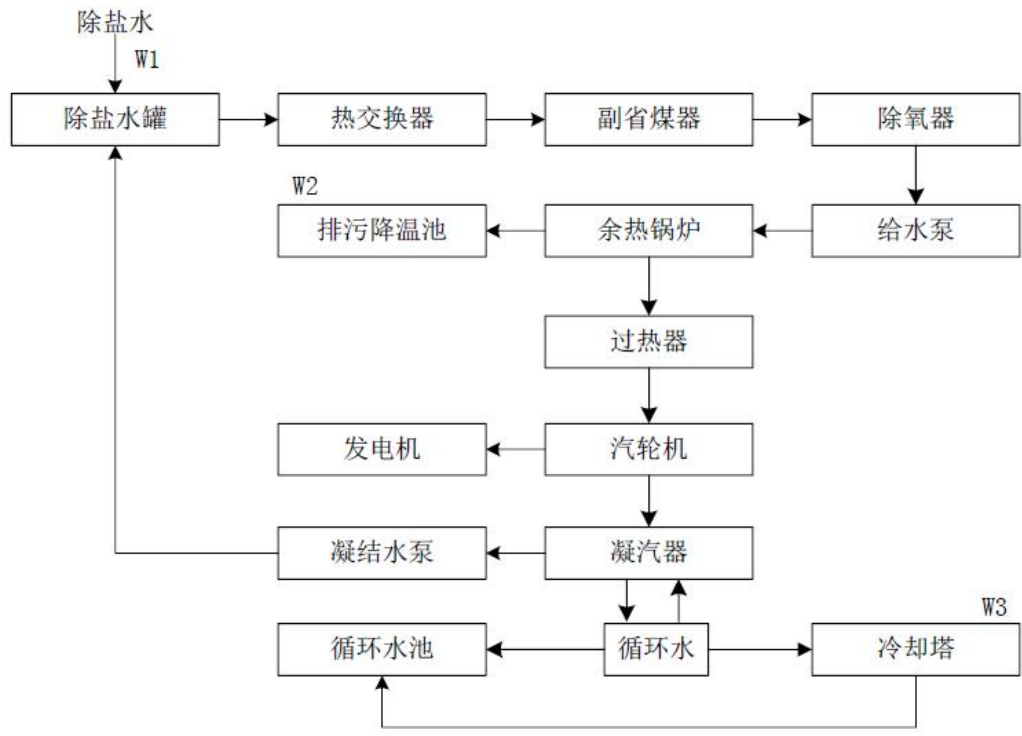 除盐水
W1
除盐水罐
热交换器
副省煤器
除氧器
W2
排污降温池
余热锅炉
给水泵
过热器
发电机
汽轮机
凝结水泵
凝汽器
W3
循环水池
循环水
冷却塔